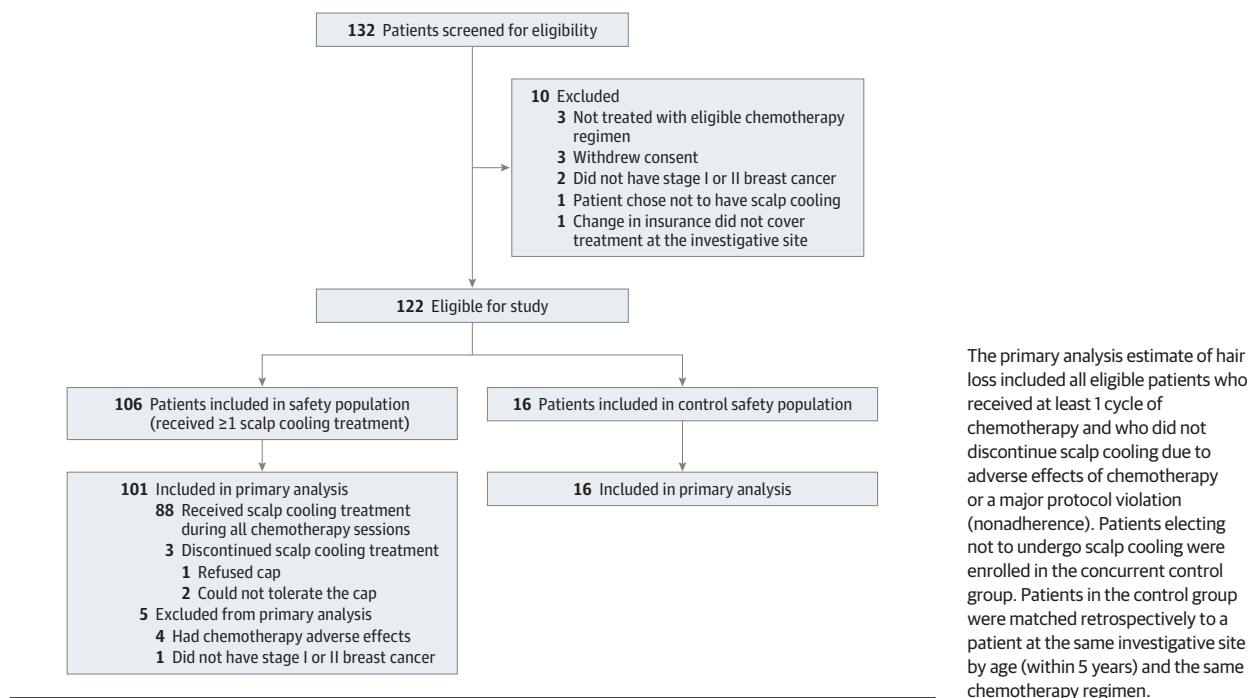 132 Patients screened for eligibility
10 Excluded
3 Not treated with eligible chemotherapy
regimen
3 Withdrew consent
2 Did not have stage I or II breast cancer
1 Patient chose not to have scalp cooling
1 Change in insurance did not cover
treatment at the investigative site
122 Eligible for study
106 Patients included in safety population
(received ≥1 scalp cooling treatment)
16 Patients included in control safety population
101 Included in primary analysis
88 Received scalp cooling treatment
during all chemotherapy sessions
3 Discontinued scalp cooling treatment
1 Refused cap
2 Could not tolerate the cap
5 Excluded from primary analysis
4 Had chemotherapy adverse effects
1 Did not have stage I or II breast cancer
16 Included in primary analysis
The primary analysis estimate of hair
loss included all eligible patients who
received at least 1 cycle of
chemotherapy and who did not
discontinue scalp cooling due to
adverse effects of chemotherapy
or a major protocol violation
(nonadherence). Patients electing
not to undergo scalp cooling were
enrolled in the concurrent control
group. Patients in the control group
were matched retrospectively to a
patient at the same investigative site
by age (within 5 years) and the same
chemotherapy regimen.